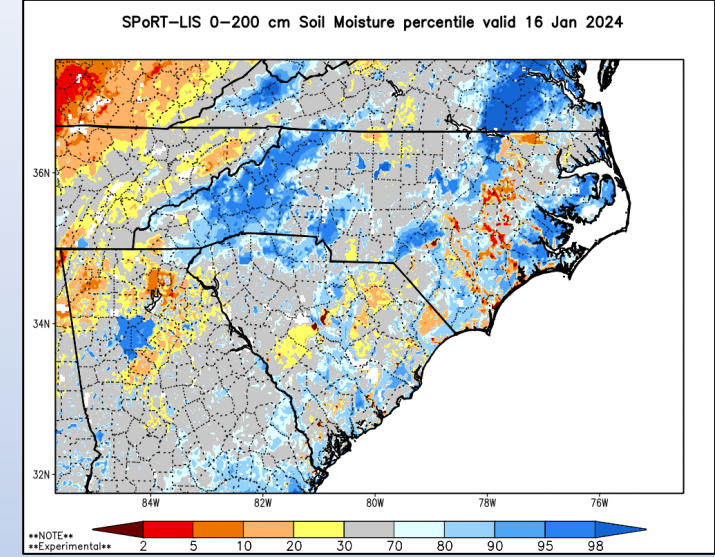 SPoRT-LIS 0-200 cm Soil Moisture percentile valid 16 Jan 2024
36N
34N
32N
84W 82W 80W 78W 76W
**NOTE**
**Experimental**
2 5 10 20 30 70 80 90 95 98